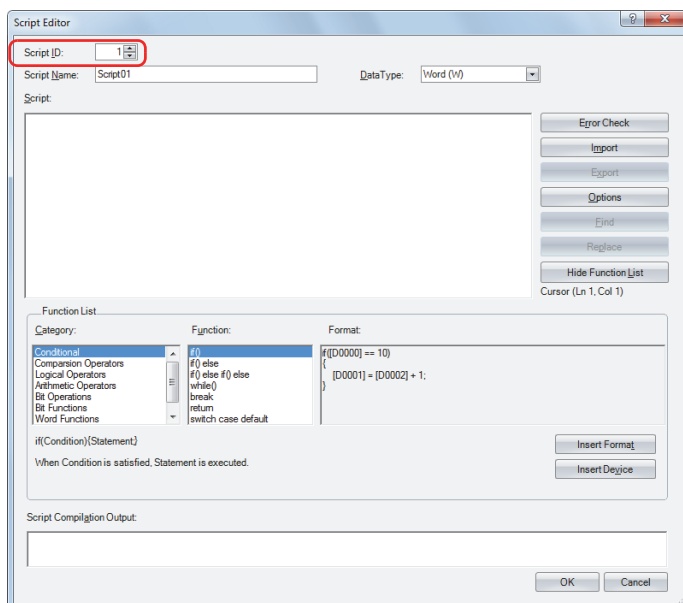 Script Editor
Script ID: 1
Script Name: Script01 DataType: Word (W)
Script:
Error Check
Import
Export
Options
Find
Replace
Hide Function List
Cursor (Ln 1, Col 1)
Function List
Category: Function: Format:
Conditional
Comparsion Operators
Logical Operators
Arithmetic Operators
Bit Operations
Bit Functions
Word Functions
if()
if() else
if() else if() else
while()
break
return
switch case default
if([D0000] == 10)
{
[D0001] = [D0002] + 1;
}
if(Condition){Statement;}
When Condition is satisfied, Statement is executed.
Insert Format
Insert Device
Script Compilation Output:
OK Cancel